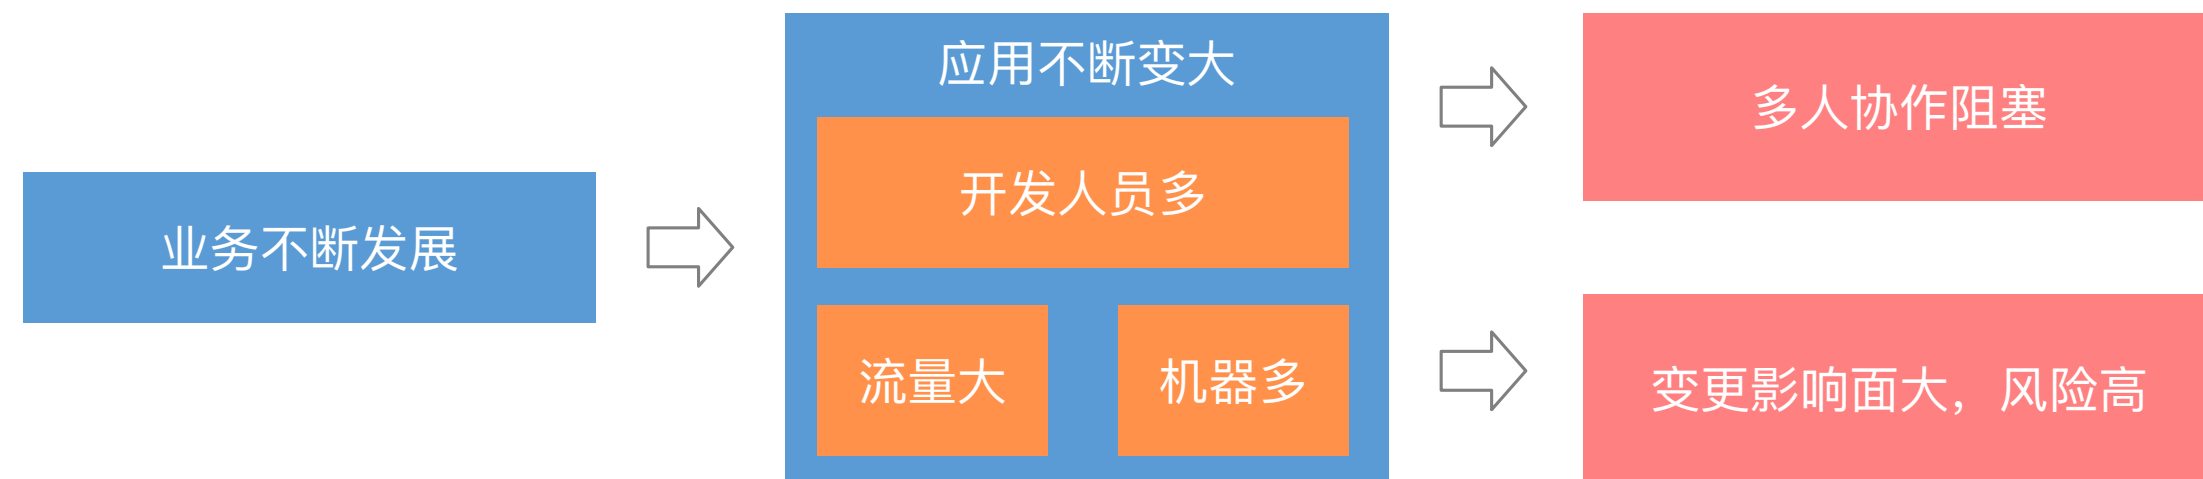 业务不断发展
应用不断变大
开发人员多
流量大
机器多
多人协作阻塞
变更影响面大，风险高